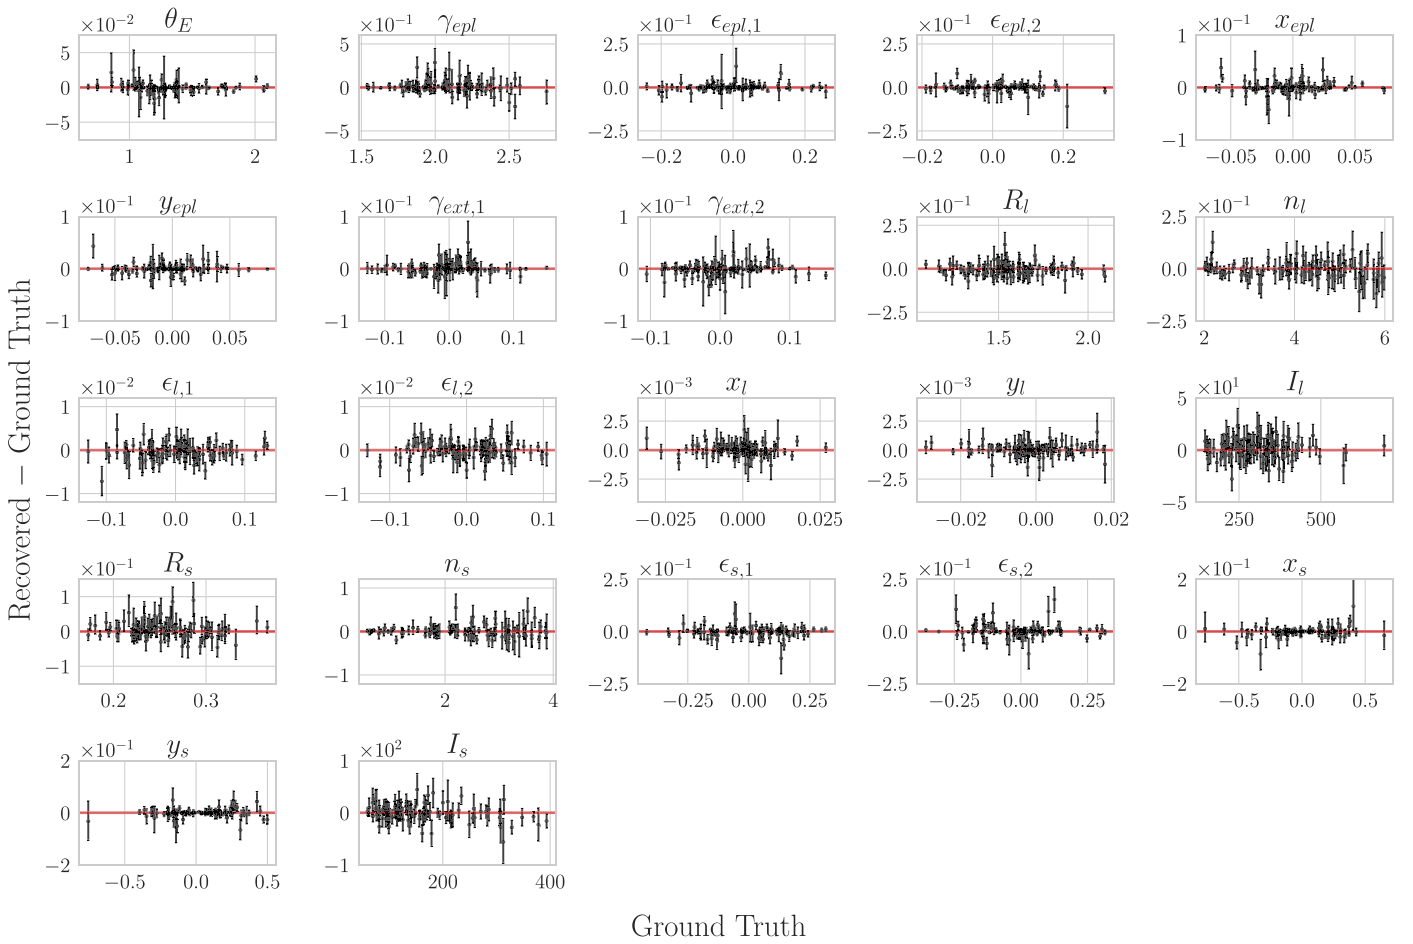 ×10⁻² θ_E
5
0
−5
1 2
×10⁻¹ γ_epl
5
0
−5
1.5 2.0 2.5
×10⁻¹ ϵ_epl,1
2.5
0.0
−2.5
−0.2 0.0 0.2
×10⁻¹ ϵ_epl,2
2.5
0.0
−2.5
−0.2 0.0 0.2
×10⁻¹ x_epl
1
0
−1
−0.05 0.00 0.05
×10⁻¹ y_epl
1
0
−1
−0.05 0.00 0.05
×10⁻¹ γ_ext,1
1
0
−1
−0.1 0.0 0.1
×10⁻¹ γ_ext,2
1
0
−1
−0.1 0.0 0.1
×10⁻¹ R_l
2.5
0.0
−2.5
1.5 2.0
×10⁻¹ n_l
2.5
0.0
−2.5
2 4 6
×10⁻² ϵ_l,1
1
0
−1
−0.1 0.0 0.1
×10⁻² ϵ_l,2
1
0
−1
−0.1 0.0 0.1
×10⁻³ x_l
2.5
0.0
−2.5
−0.025 0.000 0.025
×10⁻³ y_l
2.5
0.0
−2.5
−0.02 0.00 0.02
×10¹ I_l
5
0
−5
250 500
×10⁻¹ R_s
1
0
−1
0.2 0.3
n_s
1
0
−1
2 4
×10⁻¹ ϵ_s,1
2.5
0.0
−2.5
−0.25 0.00 0.25
×10⁻¹ ϵ_s,2
2.5
0.0
−2.5
−0.25 0.00 0.25
×10⁻¹ x_s
2
0
−2
−0.5 0.0 0.5
×10⁻¹ y_s
2
0
−2
−0.5 0.0 0.5
×10² I_s
1
0
−1
200 400
Recovered − Ground Truth
Ground Truth